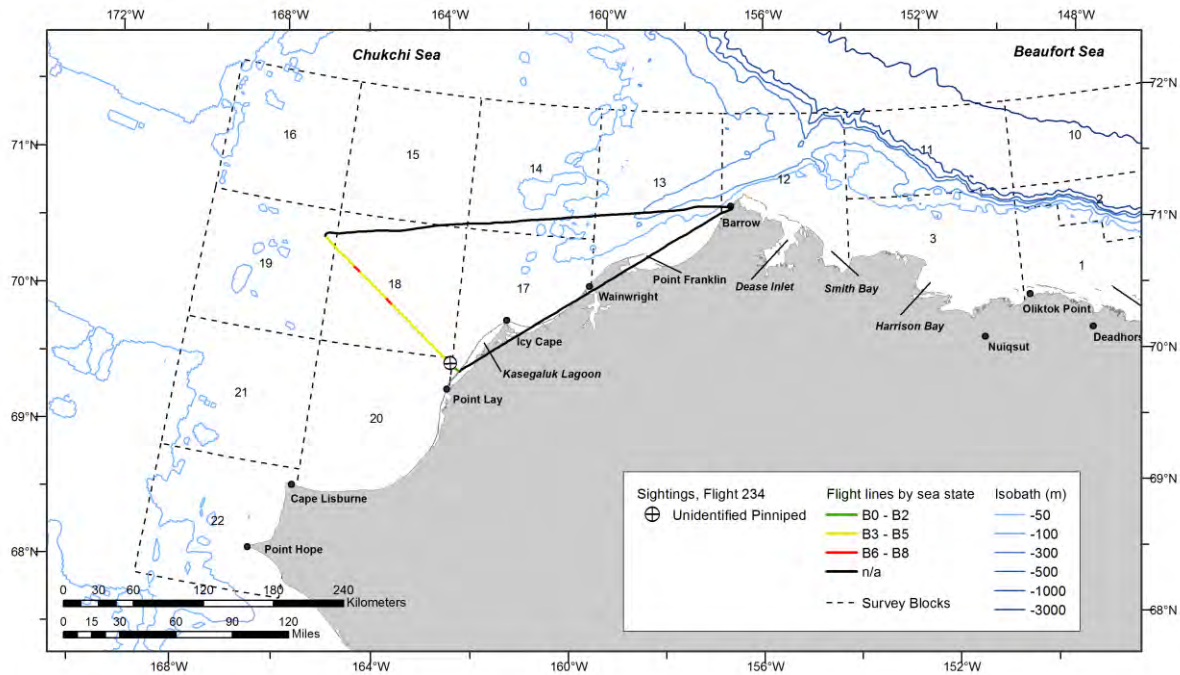 172°W
168°W
164°W
160°W
156°W
152°W
148°W
Chukchi Sea
Beaufort Sea
72°N
71°N
71°N
70°N
70°N
69°N
69°N
68°N
68°N
16
15
14
13
12
11
10
2
3
1
19
18
17
21
20
22
Barrow
Point Franklin
Dease Inlet
Smith Bay
Wainwright
Harrison Bay
Oliktok Point
Icy Cape
Nuiqsut
Deadhors
Kasegaluk Lagoon
Point Lay
Cape Lisburne
Point Hope
0 30 60 120 180 240
Kilometers
0 15 30 60 90 120
Miles
Sightings, Flight 234
Unidentified Pinniped
Flight lines by sea state
B0 - B2
B3 - B5
B6 - B8
n/a
Survey Blocks
Isobath (m)
-50
-100
-300
-500
-1000
-3000
168°W
164°W
160°W
156°W
152°W